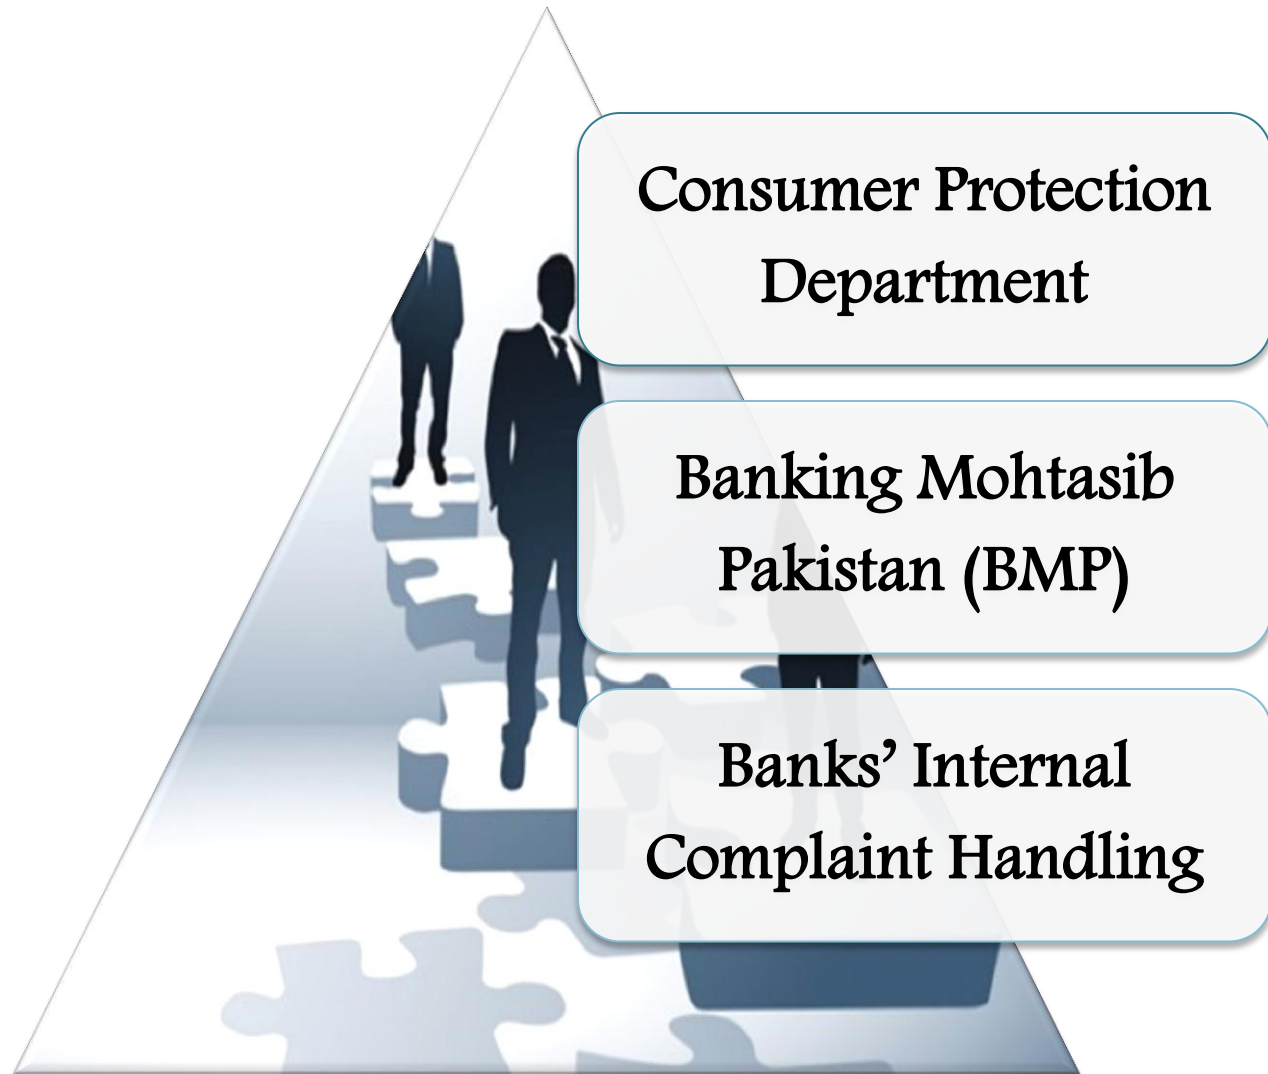 Consumer Protection
Department
Banking Mohtasib
Pakistan (BMP)
Banks’ Internal
Complaint Handling